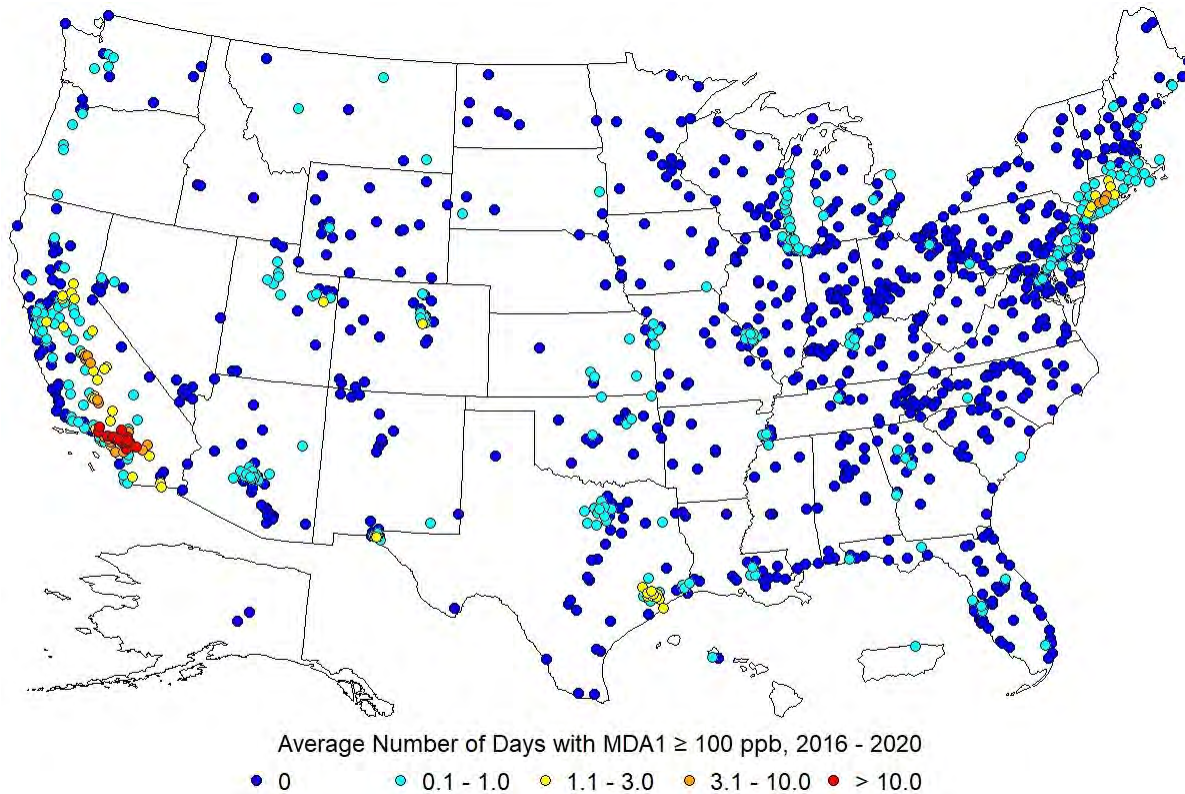 Average Number of Days with MDA1 ≥ 100 ppb, 2016 - 2020
0 0.1 - 1.0 1.1 - 3.0 3.1 - 10.0 > 10.0